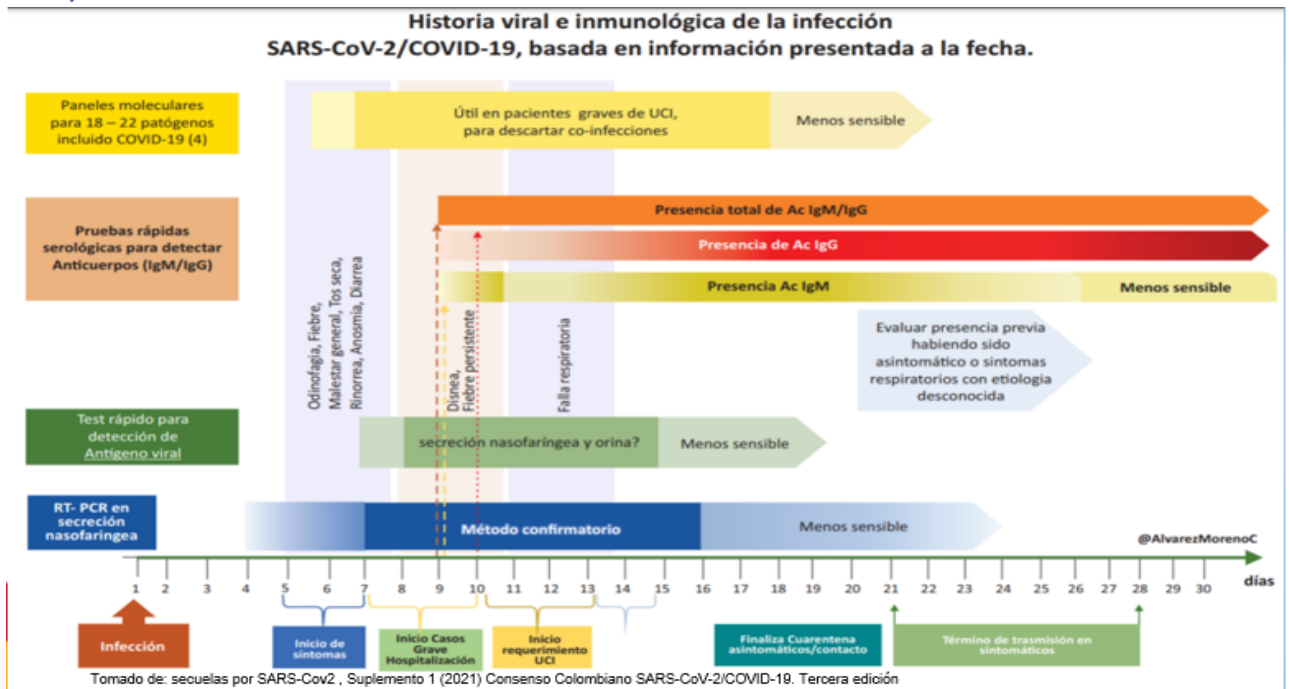 Historia viral e inmunológica de la infección
SARS-CoV-2/COVID-19, basada en información presentada a la fecha.
Paneles moleculares
para 18 – 22 patógenos
incluido COVID-19 (4)
Útil en pacientes graves de UCI,
para descartar co-infecciones
Menos sensible
Pruebas rápidas
serológicas para detectar
Anticuerpos (IgM/IgG)
Presencia total de Ac IgM/IgG
Presencia de Ac IgG
Presencia Ac IgM
Menos sensible
Odinofagia, Fiebre,
Malestar general, Tos seca,
Rinorrea, Anosmia, Diarrea
Disnea,
Fiebre persistente
Falla respiratoria
Evaluar presencia previa
habiendo sido
asintomático o sintomas
respiratorios con etiologia
desconocida
Test rápido para
detección de
Antígeno viral
secreción nasofaríngea y orina?
Menos sensible
RT- PCR en
secreción
nasofaringea
Método confirmatorio
Menos sensible
@AlvarezMorenoC
1 2 3 4 5 6 7 8 9 10 11 12 13 14 15 16 17 18 19 20 21 22 23 24 25 26 27 28 29 30
días
Infección
Inicio de
síntomas
Inicio Casos
Grave
Hospitalización
Inicio
requerimiento
UCI
Finaliza Cuarentena
asintomáticos/contacto
Término de trasmisión en
sintomáticos
Tomado de: secuelas por SARS-Cov2 , Suplemento 1 (2021) Consenso Colombiano SARS-CoV-2/COVID-19. Tercera edición